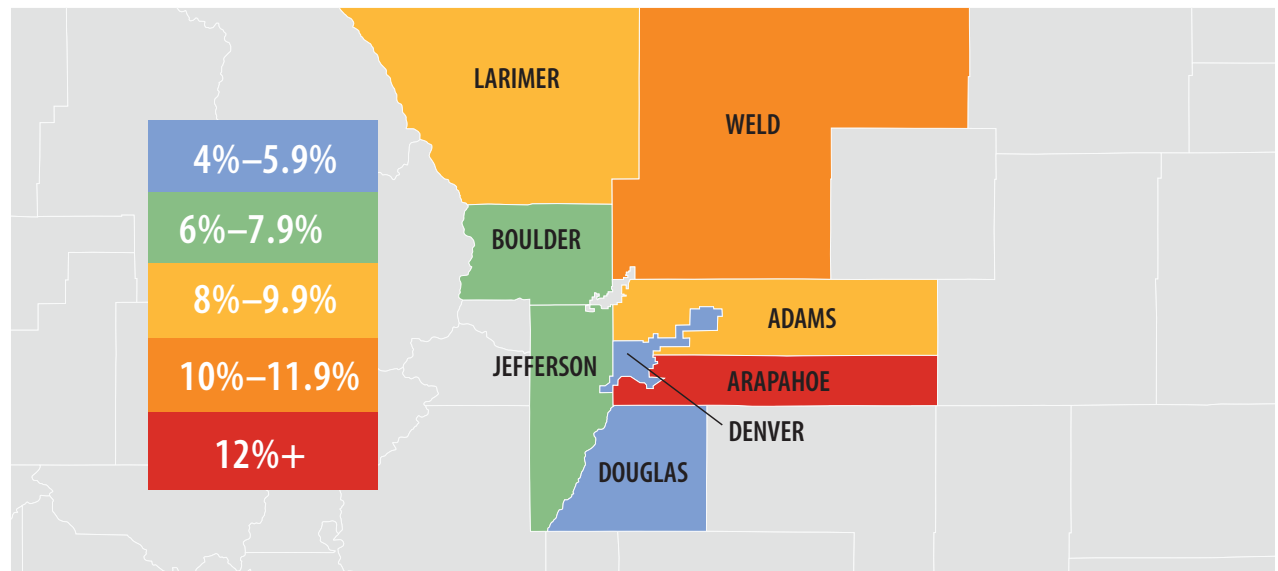 LARIMER
WELD
4%–5.9%
6%–7.9%
BOULDER
8%–9.9%
ADAMS
10%–11.9%
JEFFERSON
ARAPAHOE
DENVER
12%+
DOUGLAS